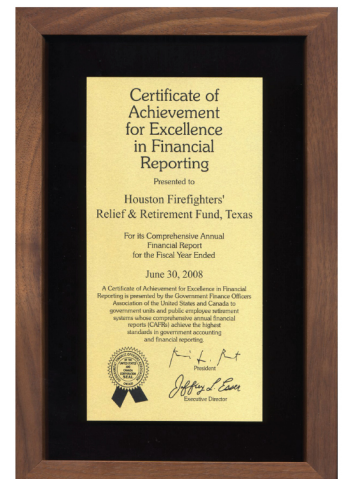 Certificate of
Achievement
for Excellence
in Financial
Reporting
Presented to
Houston Firefighters'
Relief & Retirement Fund, Texas
For its Comprehensive Annual
Financial Report
for the Fiscal Year Ended
June 30, 2008
A Certificate of Achievement for Excellence in Financial
Reporting is presented by the Government Finance Officers
Association of the United States and Canada to
government units and public employee retirement
systems whose comprehensive annual financial
reports (CAFRs) achieve the highest
standards in government accounting
and financial reporting.
President
Jeffrey L. Esser
Executive Director
SEAL